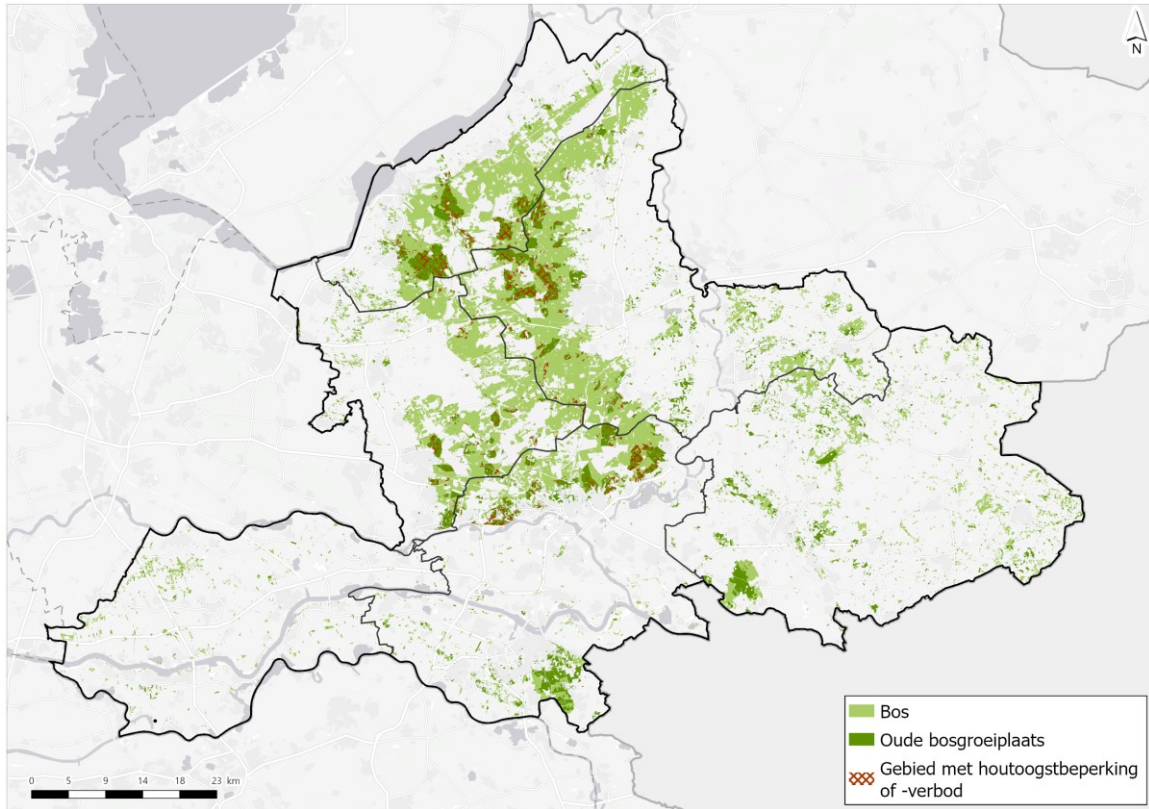 N
Bos
Oude bosgroeiplaats
Gebied met houtoogstbeperking
of -verbod
0 5 9 14 18 23 km